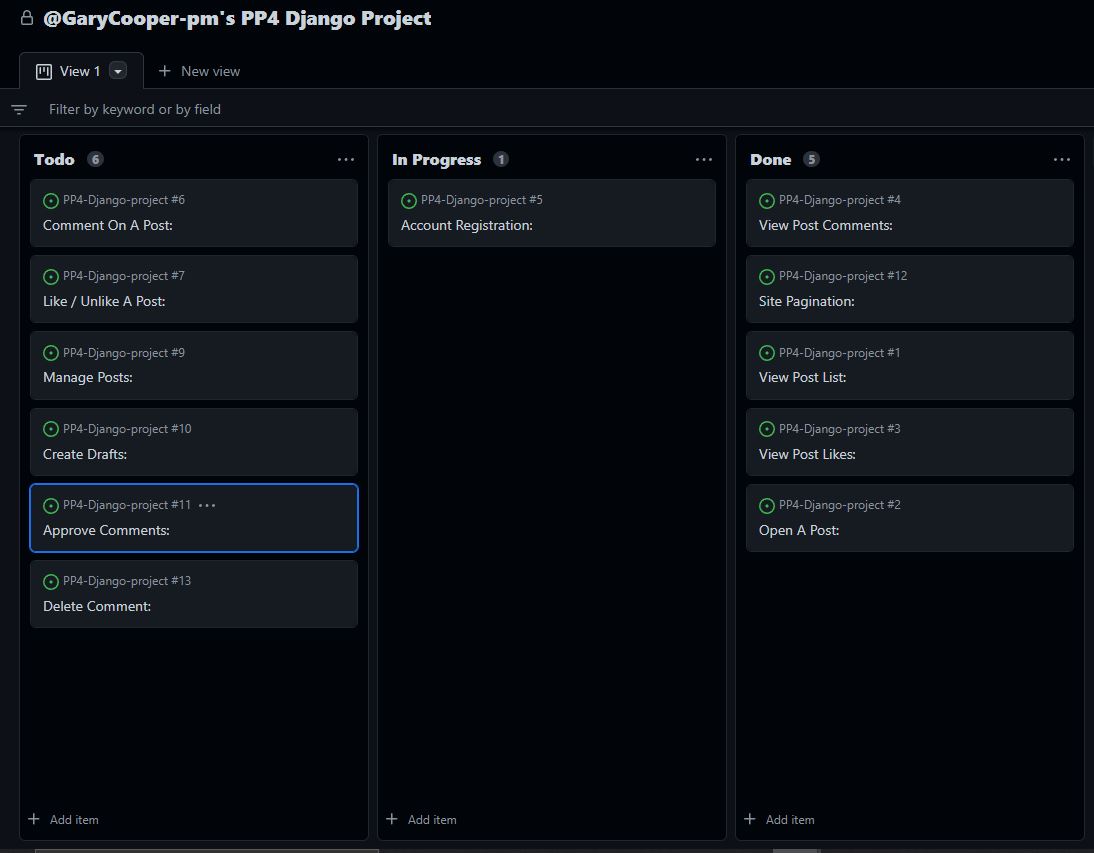 @GaryCooper-pm's PP4 Django Project
View 1
New view
Filter by keyword or by field
Todo 6
PP4-Django-project #6
Comment On A Post:
PP4-Django-project #7
Like / Unlike A Post:
PP4-Django-project #9
Manage Posts:
PP4-Django-project #10
Create Drafts:
PP4-Django-project #11
Approve Comments:
PP4-Django-project #13
Delete Comment:
Add item
In Progress 1
PP4-Django-project #5
Account Registration:
Add item
Done 5
PP4-Django-project #4
View Post Comments:
PP4-Django-project #12
Site Pagination:
PP4-Django-project #1
View Post List:
PP4-Django-project #3
View Post Likes:
PP4-Django-project #2
Open A Post:
Add item